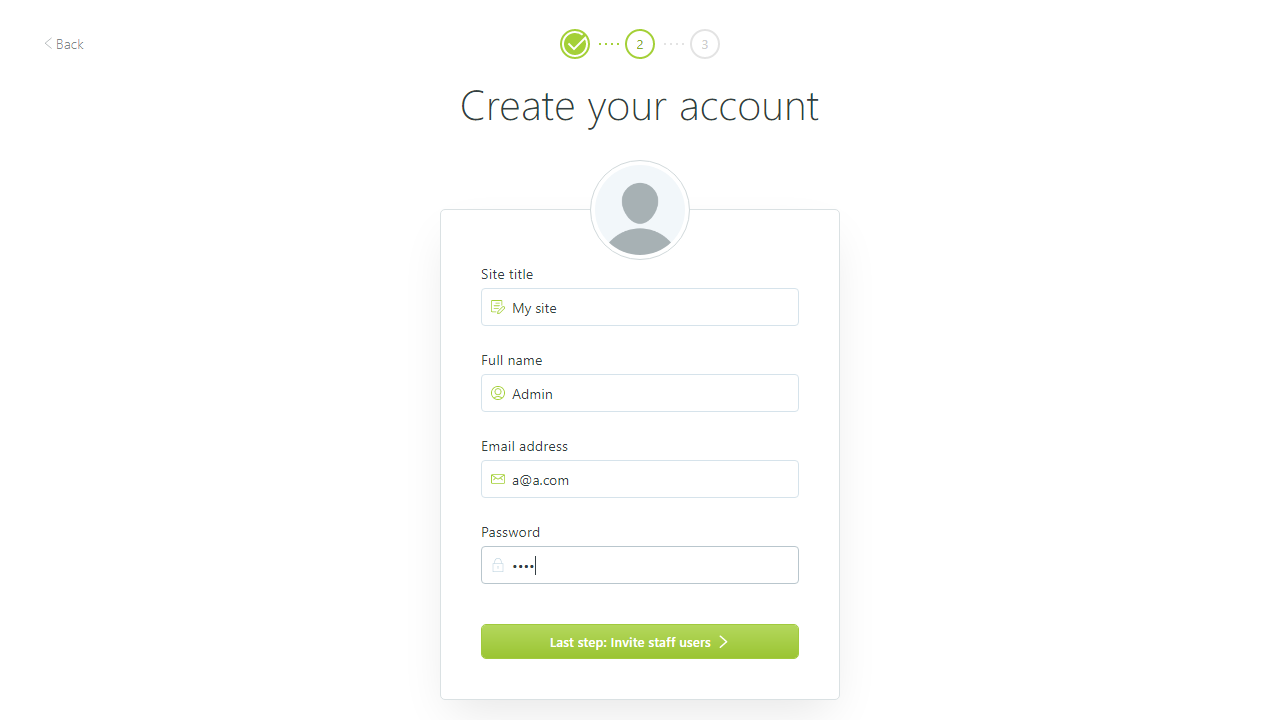 Back
2
3
Create your account
Site title
My site
Full name
Admin
Email address
a@a.com
Password
••••
Last step: Invite staff users